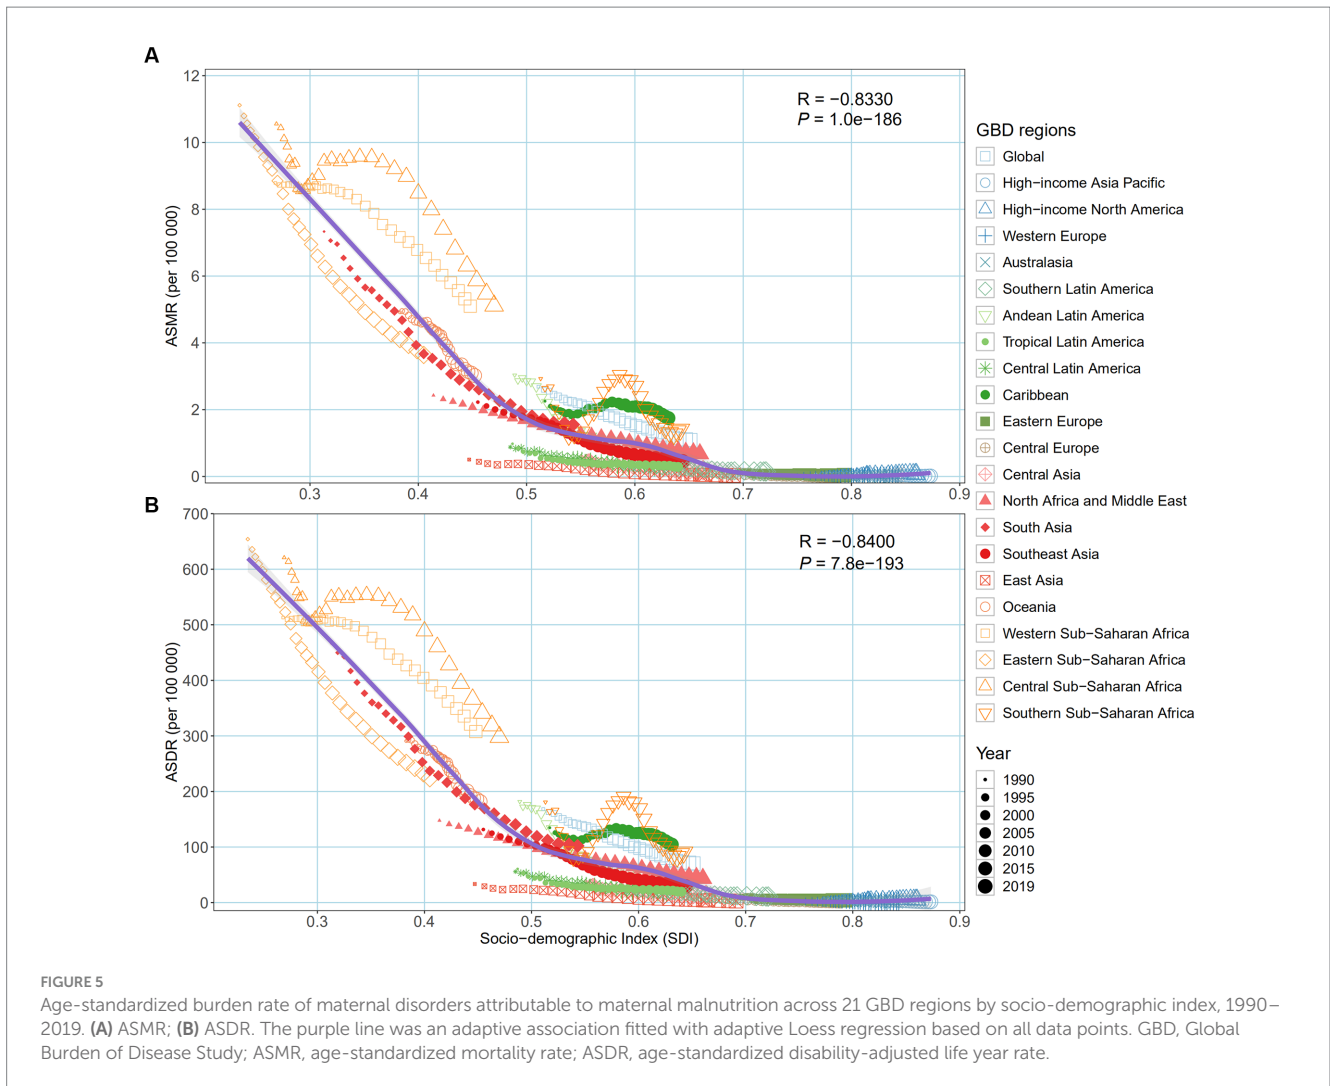 A
12
10
8
6
4
2
0
ASMR (per 100 000)
R = −0.8330
P = 1.0e−186
0.3 0.4 0.5 0.6 0.7 0.8 0.9
B
700
600
500
400
300
200
100
0
ASDR (per 100 000)
R = −0.8400
P = 7.8e−193
0.3 0.4 0.5 0.6 0.7 0.8 0.9
Socio−demographic Index (SDI)
GBD regions
Global
High−income Asia Pacific
High−income North America
Western Europe
Australasia
Southern Latin America
Andean Latin America
Tropical Latin America
Central Latin America
Caribbean
Eastern Europe
Central Europe
Central Asia
North Africa and Middle East
South Asia
Southeast Asia
East Asia
Oceania
Western Sub−Saharan Africa
Eastern Sub−Saharan Africa
Central Sub−Saharan Africa
Southern Sub−Saharan Africa
Year
1990
1995
2000
2005
2010
2015
2019
FIGURE 5
Age-standardized burden rate of maternal disorders attributable to maternal malnutrition across 21 GBD regions by socio-demographic index, 1990–
2019. (A) ASMR; (B) ASDR. The purple line was an adaptive association fitted with adaptive Loess regression based on all data points. GBD, Global
Burden of Disease Study; ASMR, age-standardized mortality rate; ASDR, age-standardized disability-adjusted life year rate.